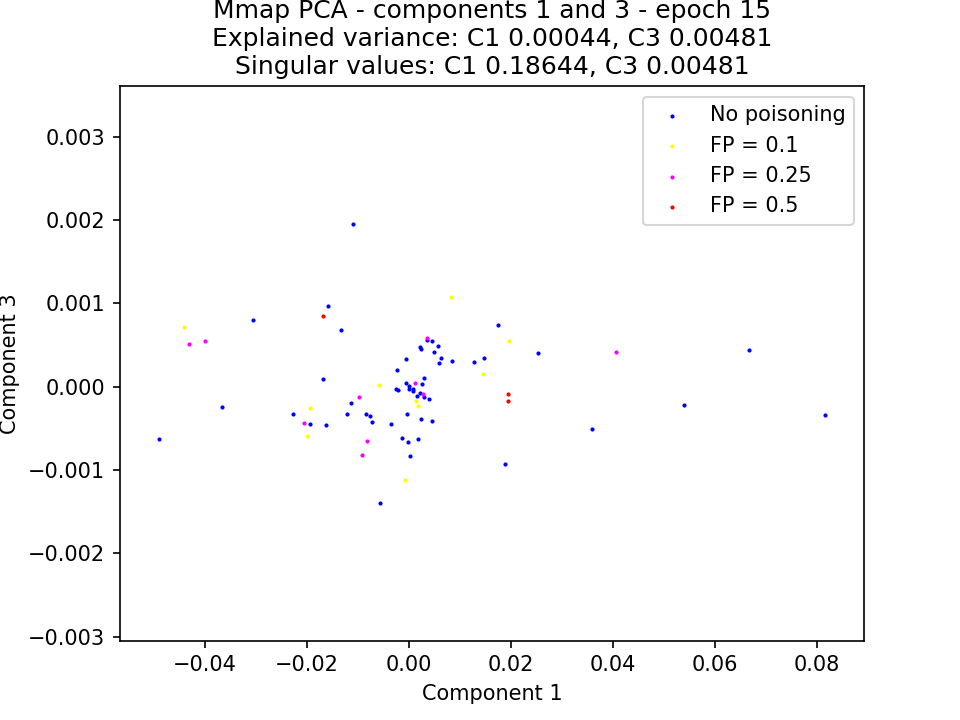 Mmap PCA - components 1 and 3 - epoch 15
Explained variance: C1 0.00044, C3 0.00481
Singular values: C1 0.18644, C3 0.00481
No poisoning
FP = 0.1
FP = 0.25
FP = 0.5
0.003
0.002
0.001
0.000
−0.001
−0.002
−0.003
Component 3
−0.04
−0.02
0.00
0.02
0.04
0.06
0.08
Component 1